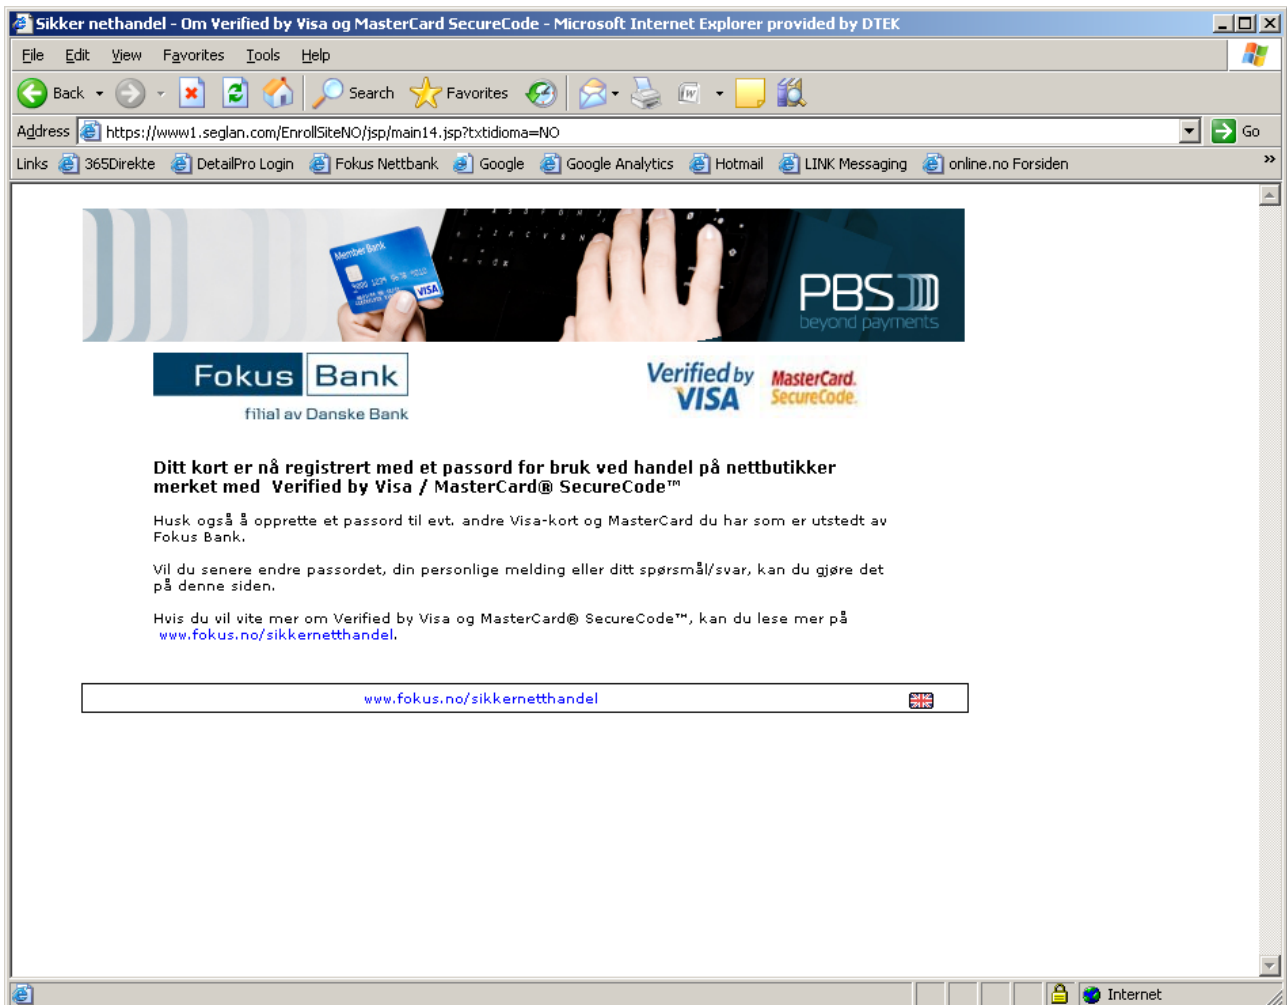 Sikker nethandel - Om Verified by Visa og MasterCard SecureCode - Microsoft Internet Explorer provided by DTEK
File Edit View Favorites Tools Help
Back Search Favorites
Address https://www1.seglan.com/EnrollSiteNO/jsp/main14.jsp?txtidioma=NO Go
Links 365Direkte DetailPro Login Fokus Nettbank Google Google Analytics Hotmail LINK Messaging online.no Forsiden »
Member Bank
VISA
PBS
beyond payments
Fokus Bank
filial av Danske Bank
Verified by
VISA
MasterCard.
SecureCode.
Ditt kort er nå registrert med et passord for bruk ved handel på nettbutikker
merket med Verified by Visa / MasterCard® SecureCode™
Husk også å opprette et passord til evt. andre Visa-kort og MasterCard du har som er utstedt av
Fokus Bank.
Vil du senere endre passordet, din personlige melding eller ditt spørsmål/svar, kan du gjøre det
på denne siden.
Hvis du vil vite mer om Verified by Visa og MasterCard® SecureCode™, kan du lese mer på
www.fokus.no/sikkernetthandel.
www.fokus.no/sikkernetthandel
Internet